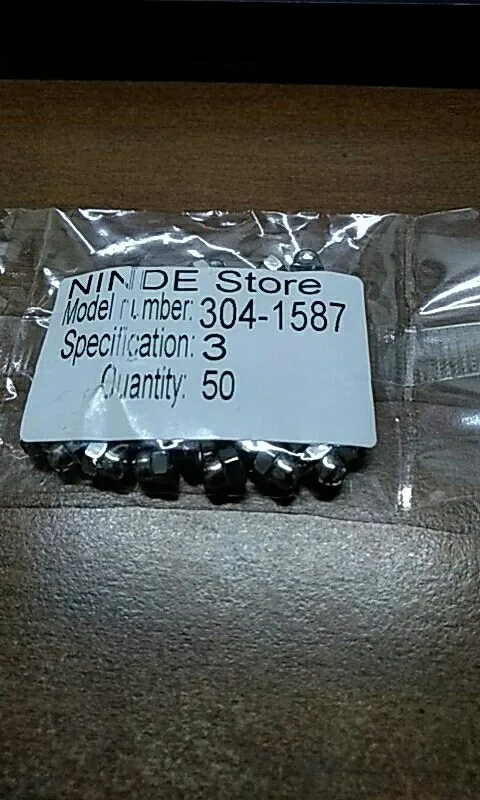 NINDE Store
Model number: 304-1587
Specification: 3
Quantity: 50